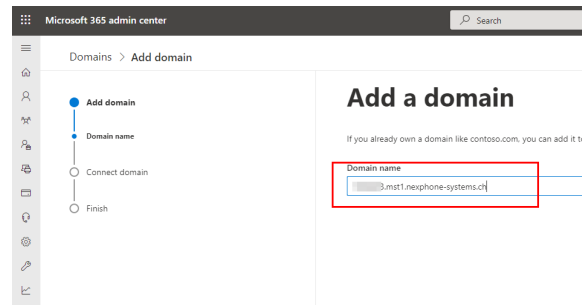 Microsoft 365 admin center
Search
Domains > Add domain
Add domain
Domain name
Connect domain
Finish
Add a domain
If you already own a domain like contoso.com, you can add it t
Domain name
3.mst1.nexphone-systems.ch